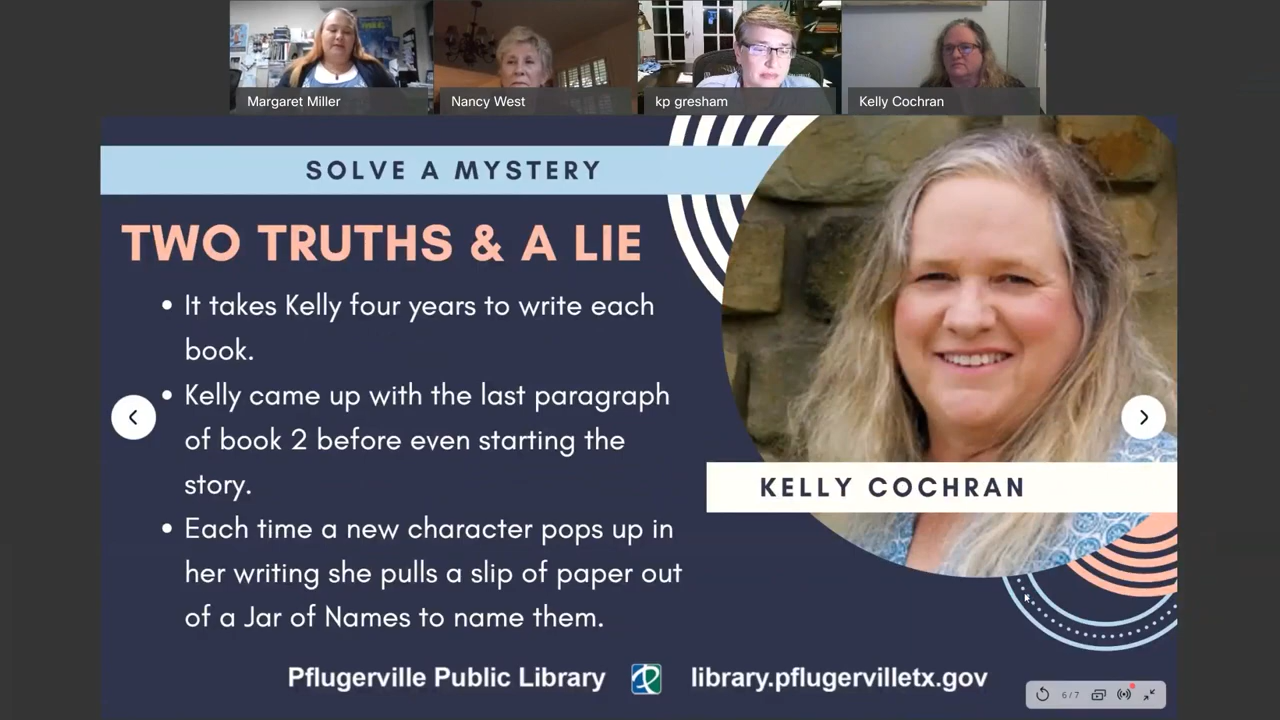 Margaret Miller
Nancy West
kp gresham
Kelly Cochran
SOLVE A MYSTERY
TWO TRUTHS & A LIE
• It takes Kelly four years to write each
book.
• Kelly came up with the last paragraph
of book 2 before even starting the
story.
• Each time a new character pops up in
her writing she pulls a slip of paper out
of a Jar of Names to name them.
KELLY COCHRAN
Pflugerville Public Library
library.pflugervilletx.gov
6/7